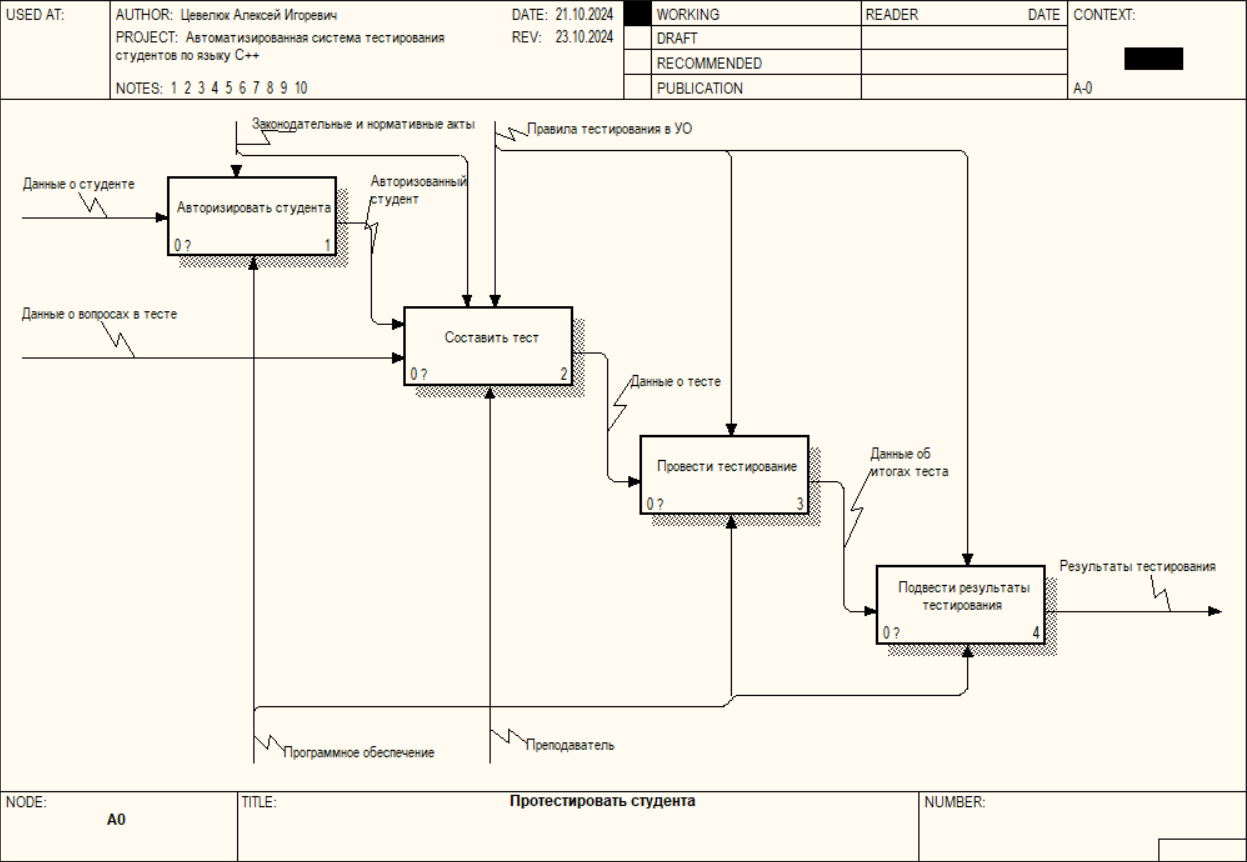 USED AT:
AUTHOR: Цевелюк Алексей Игоревич
DATE: 21.10.2024
PROJECT: Автоматизированная система тестирования
студентов по языку C++
REV: 23.10.2024
NOTES: 1 2 3 4 5 6 7 8 9 10
WORKING
DRAFT
RECOMMENDED
PUBLICATION
READER
DATE
CONTEXT:
A-0
Законодательные и нормативные акты
Правила тестирования в УО
Данные о студенте
Авторизированный
студент
Авторизировать студента
0 ?
1
Данные о вопросах в тесте
Составить тест
0 ?
2
Данные о тесте
Провести тестирование
0 ?
3
Данные об
итогах теста
Подвести результаты
тестирования
0 ?
4
Результаты тестирования
Программное обеспечение
Преподаватель
NODE:
A0
TITLE:
Протестировать студента
NUMBER: